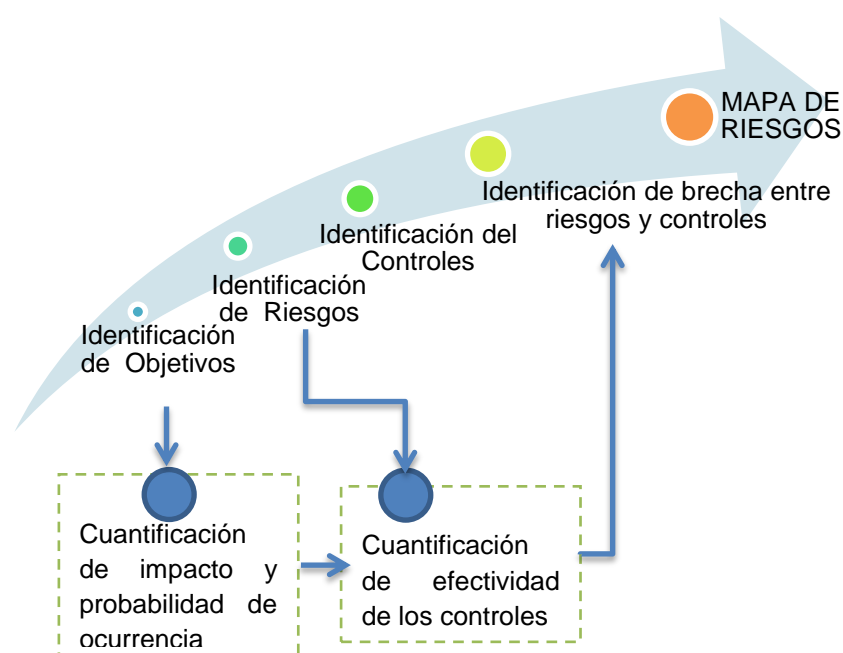 MAPA DE
RIESGOS
Identificación de brecha entre
riesgos y controles
Identificación del
Controles
Identificación
de Riesgos
Identificación
de Objetivos
Cuantificación
de impacto y
probabilidad de
ocurrencia
Cuantificación
de efectividad
de los controles